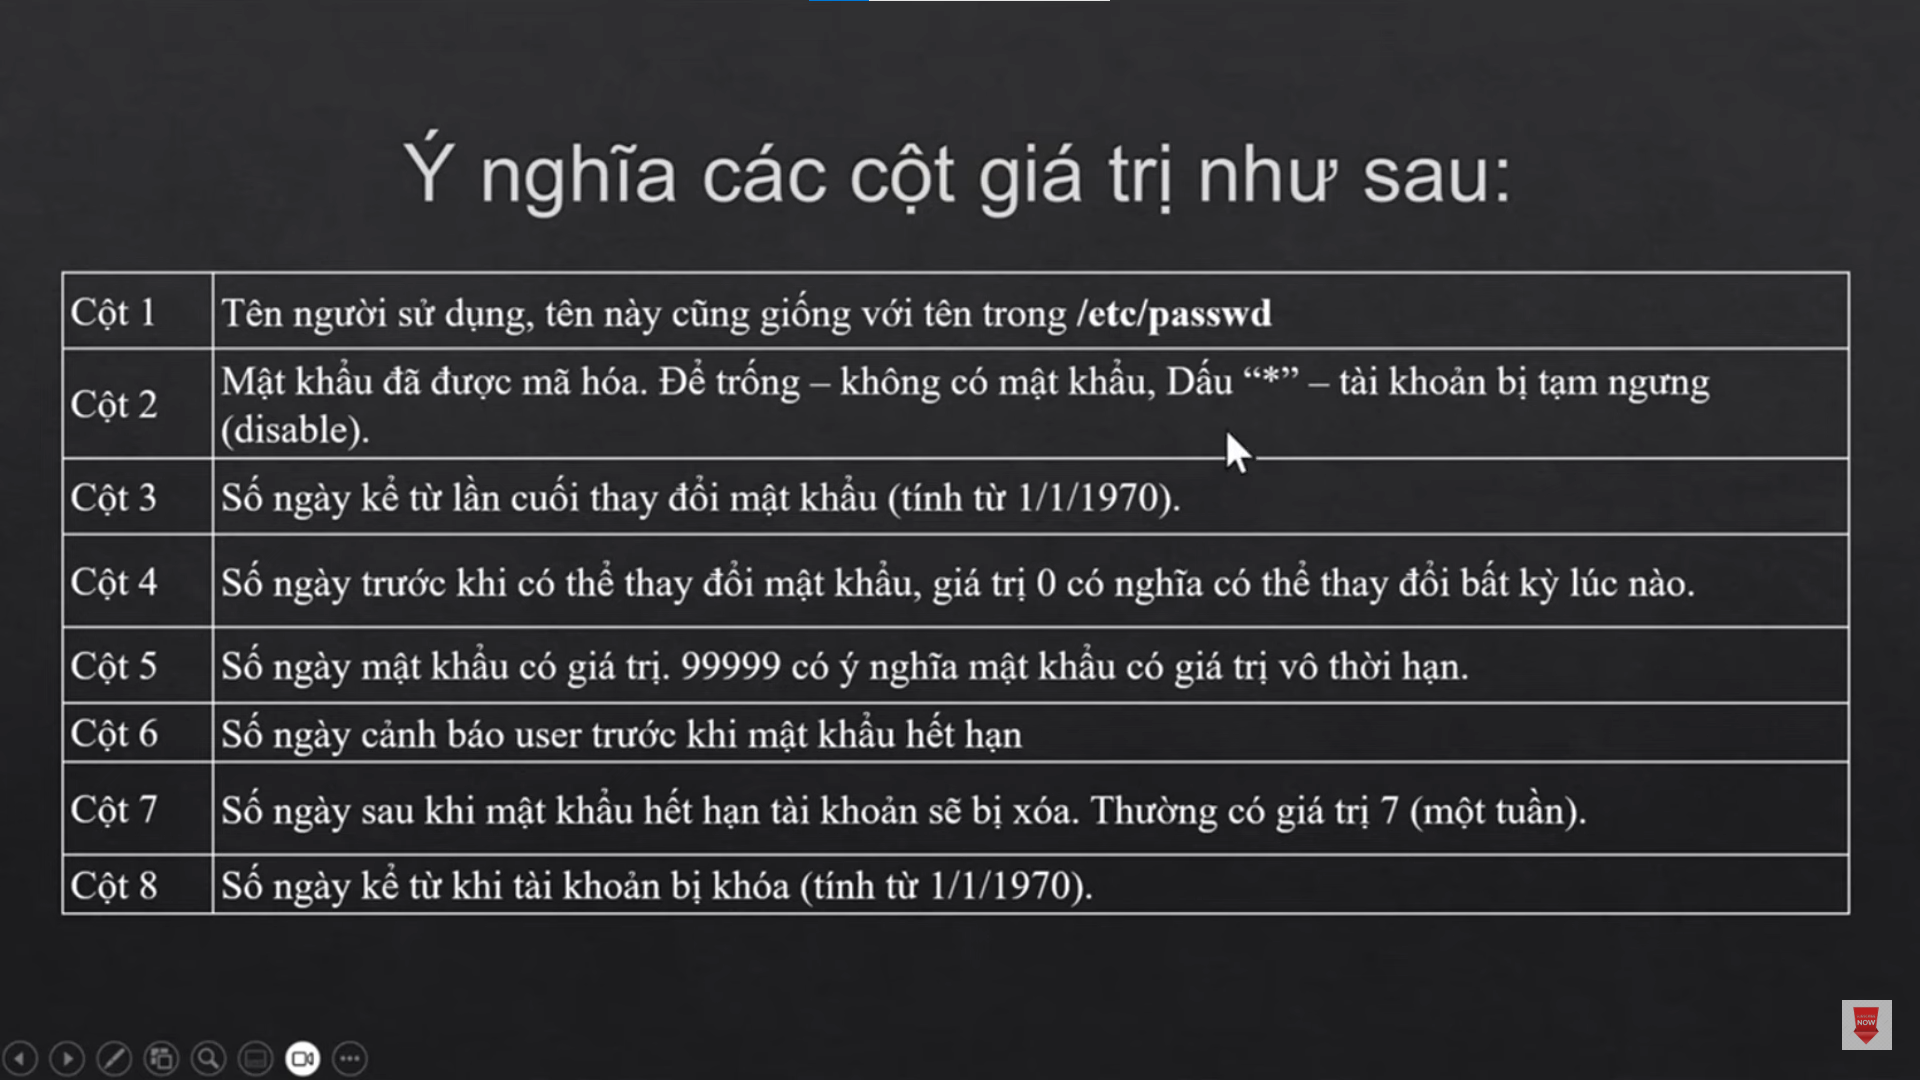 Ý nghĩa các cột giá trị như sau:
Cột 1
Tên người sử dụng, tên này cũng giống với tên trong /etc/passwd
Cột 2
Mật khẩu đã được mã hóa. Để trống – không có mật khẩu, Dấu “*” – tài khoản bị tạm ngưng
(disable).
Cột 3
Số ngày kể từ lần cuối thay đổi mật khẩu (tính từ 1/1/1970).
Cột 4
Số ngày trước khi có thể thay đổi mật khẩu, giá trị 0 có nghĩa có thể thay đổi bất kỳ lúc nào.
Cột 5
Số ngày mật khẩu có giá trị. 99999 có ý nghĩa mật khẩu có giá trị vô thời hạn.
Cột 6
Số ngày cảnh báo user trước khi mật khẩu hết hạn
Cột 7
Số ngày sau khi mật khẩu hết hạn tài khoản sẽ bị xóa. Thường có giá trị 7 (một tuần).
Cột 8
Số ngày kể từ khi tài khoản bị khóa (tính từ 1/1/1970).
NOW